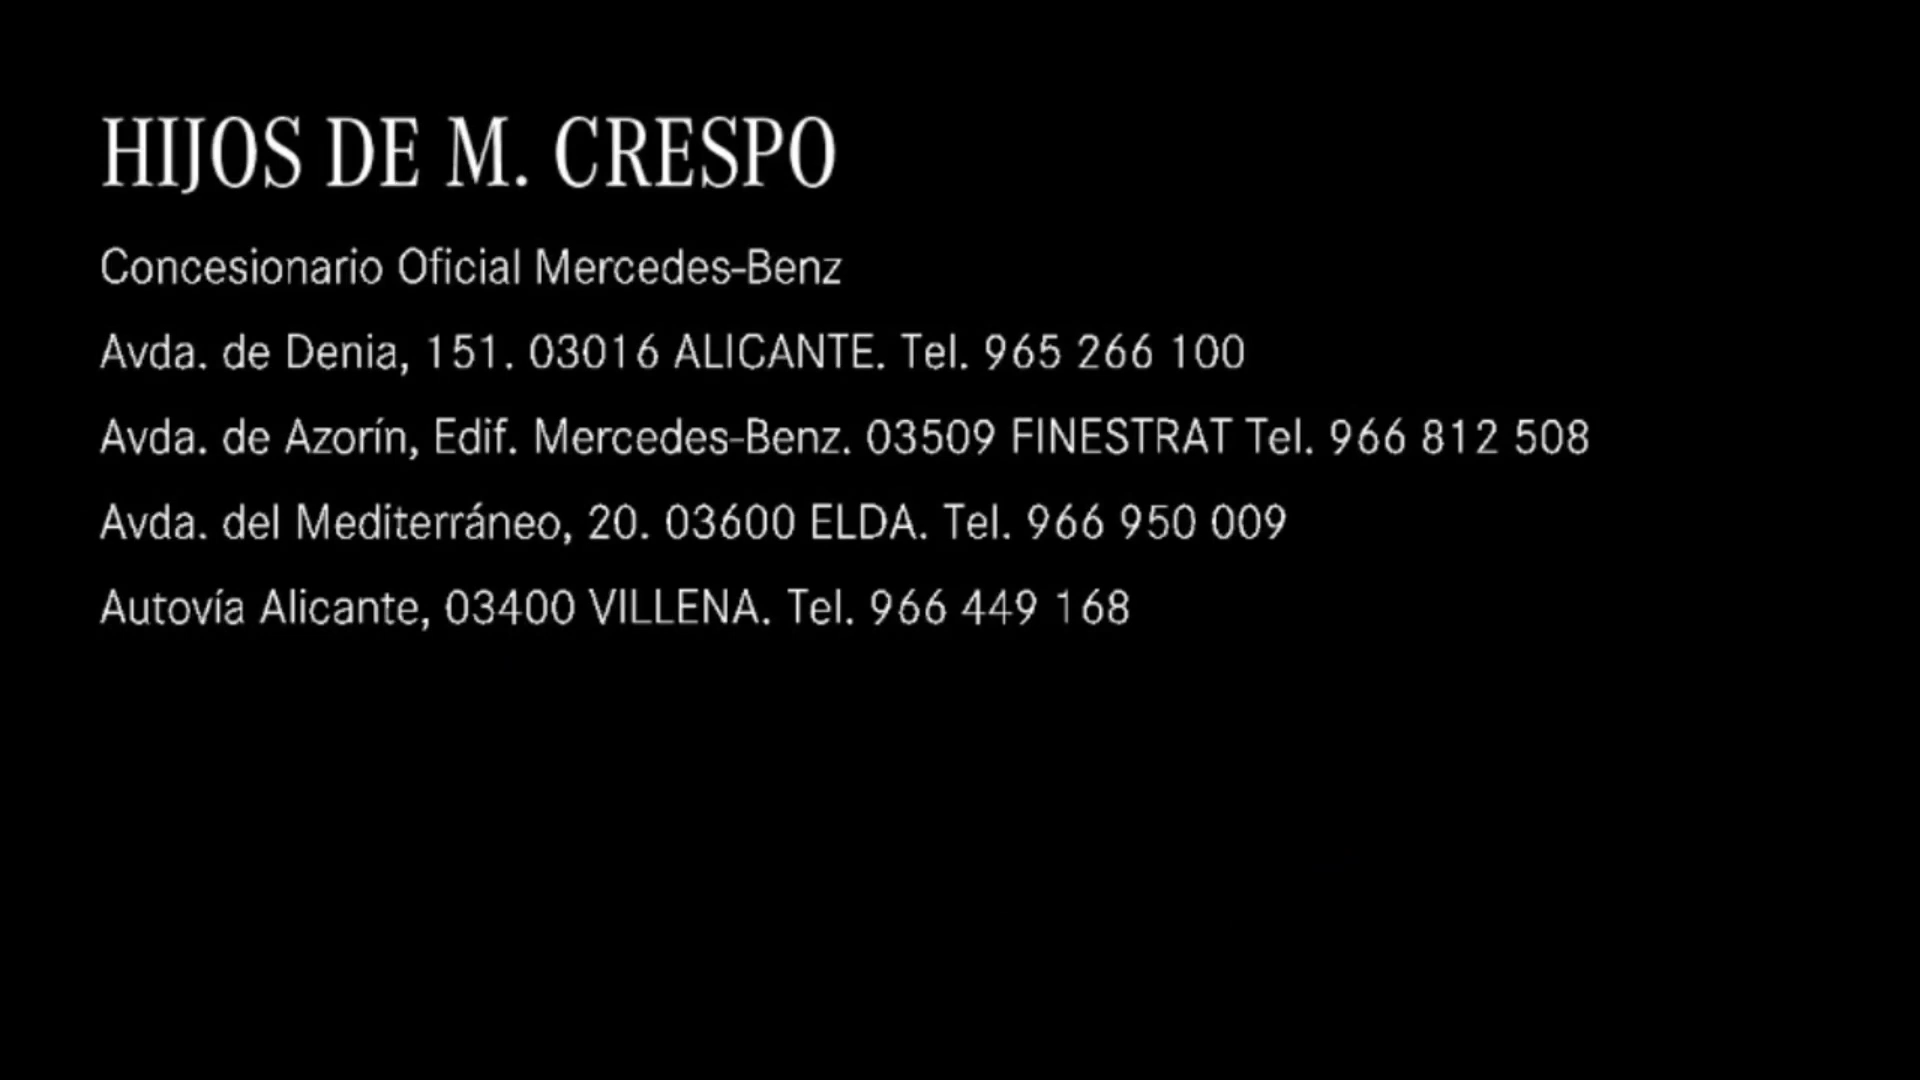 HIJOS DE M. CRESPO
Concesionario Oficial Mercedes-Benz
Avda. de Denia, 151. 03016 ALICANTE. Tel. 965 266 100
Avda. de Azorín, Edif. Mercedes-Benz. 03509 FINESTRAT Tel. 966 812 508
Avda. del Mediterráneo, 20. 03600 ELDA. Tel. 966 950 009
Autovía Alicante, 03400 VILLENA. Tel. 966 449 168